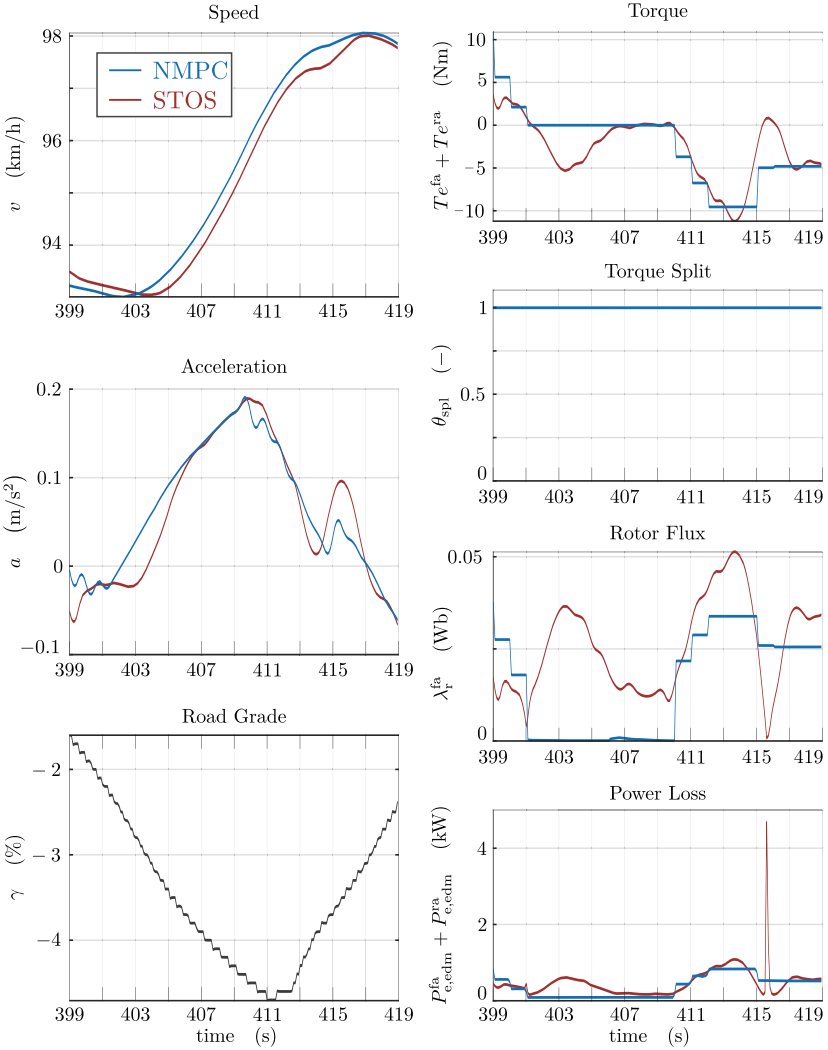 Speed
98
96
94
v (km/h)
NMPC
STOS
399 403 407 411 415 419
Acceleration
0.2
0.1
0
−0.1
a (m/s²)
399 403 407 411 415 419
Road Grade
−2
−3
−4
γ (%)
399 403 407 411 415 419
time (s)
Torque
10
5
0
−5
−10
Te^fa + Te^ra (Nm)
399 403 407 411 415 419
Torque Split
1
0.5
0
θ_spl (−)
399 403 407 411 415 419
Rotor Flux
0.05
0
λ_r^fa (Wb)
399 403 407 411 415 419
Power Loss
4
2
0
P_e,edm^fa + P_e,edm^ra (kW)
399 403 407 411 415 419
time (s)